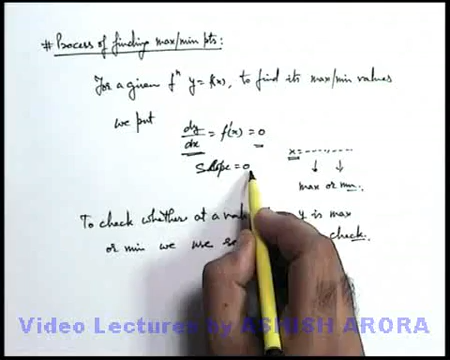 # Process of finding max/min pts:
For a given fⁿ y = f(x), to find its max/min values
we put
dy/dx = f'(x) = 0
x = ......, ......
Slope = 0
↓ ↓
max or min.
To check whether at a val y is max
or min we use se check.
Video Lectures by ASHISH ARORA